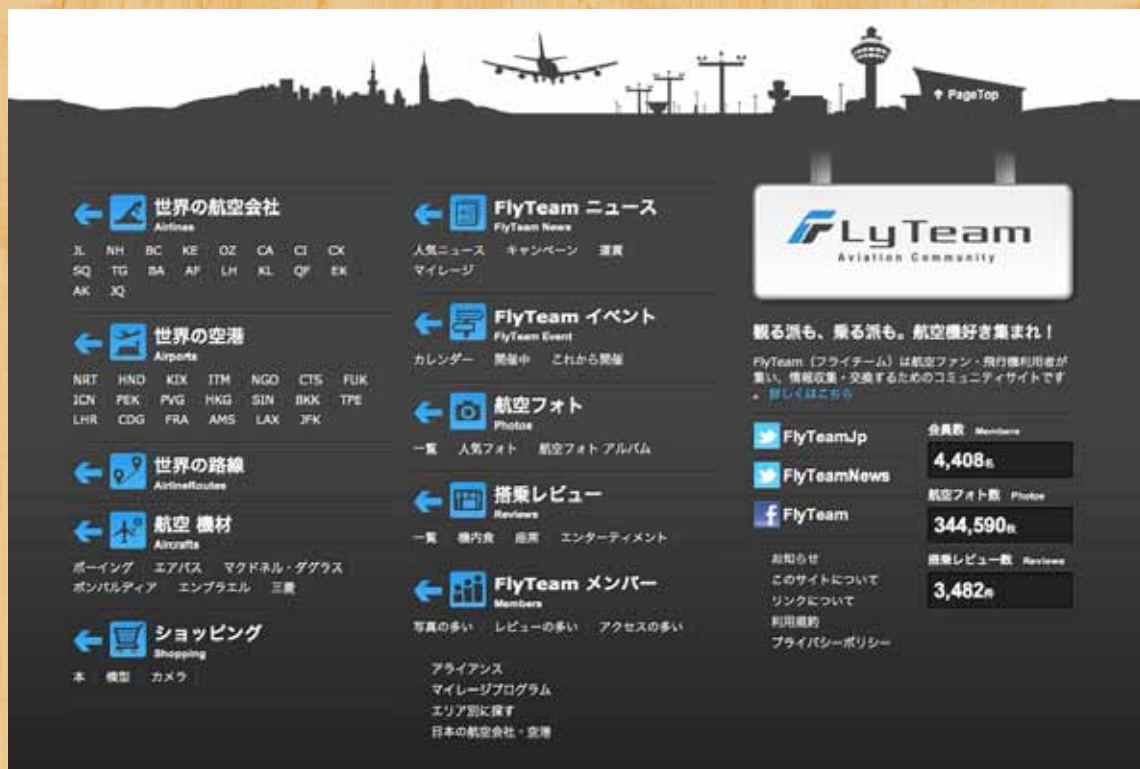 ↑ PageTop
世界の航空会社
Airlines
JL NH BC KE OZ CA CI CX
SQ TG BA AF LH KL QF EK
AK JQ
世界の空港
Airports
NRT HND KIX ITM NGO CTS FUK
ICN PEK PVG HKG SIN BKK TPE
LHR CDG FRA AMS LAX JFK
世界の路線
AirlineRoutes
航空 機材
Aircrafts
ボーイング エアバス マクドネル・ダグラス
ボンバルディア エンブラエル 三菱
ショッピング
Shopping
本 模型 カメラ
FlyTeam ニュース
FlyTeam News
人気ニュース キャンペーン 運賃
マイレージ
FlyTeam イベント
FlyTeam Event
カレンダー 開催中 これから開催
航空フォト
Photos
一覧 人気フォト 航空フォト アルバム
搭乗レビュー
Reviews
一覧 機内食 座席 エンターティメント
FlyTeam メンバー
Members
写真の多い レビューの多い アクセスの多い
アライアンス
マイレージプログラム
エリア別に探す
日本の航空会社・空港
FLyTeam
Aviation Community
観る派も、乗る派も。航空機好き集まれ！
FlyTeam（フライチーム）は航空ファン・飛行機利用者が
集い、情報収集・交換するためのコミュニティサイトです
。詳しくはこちら
FlyTeamJp
FlyTeamNews
FlyTeam
会員数 Members
4,408名
航空フォト数 Photos
344,590枚
搭乗レビュー数 Reviews
3,482件
お知らせ
このサイトについて
リンクについて
利用規約
プライバシーポリシー